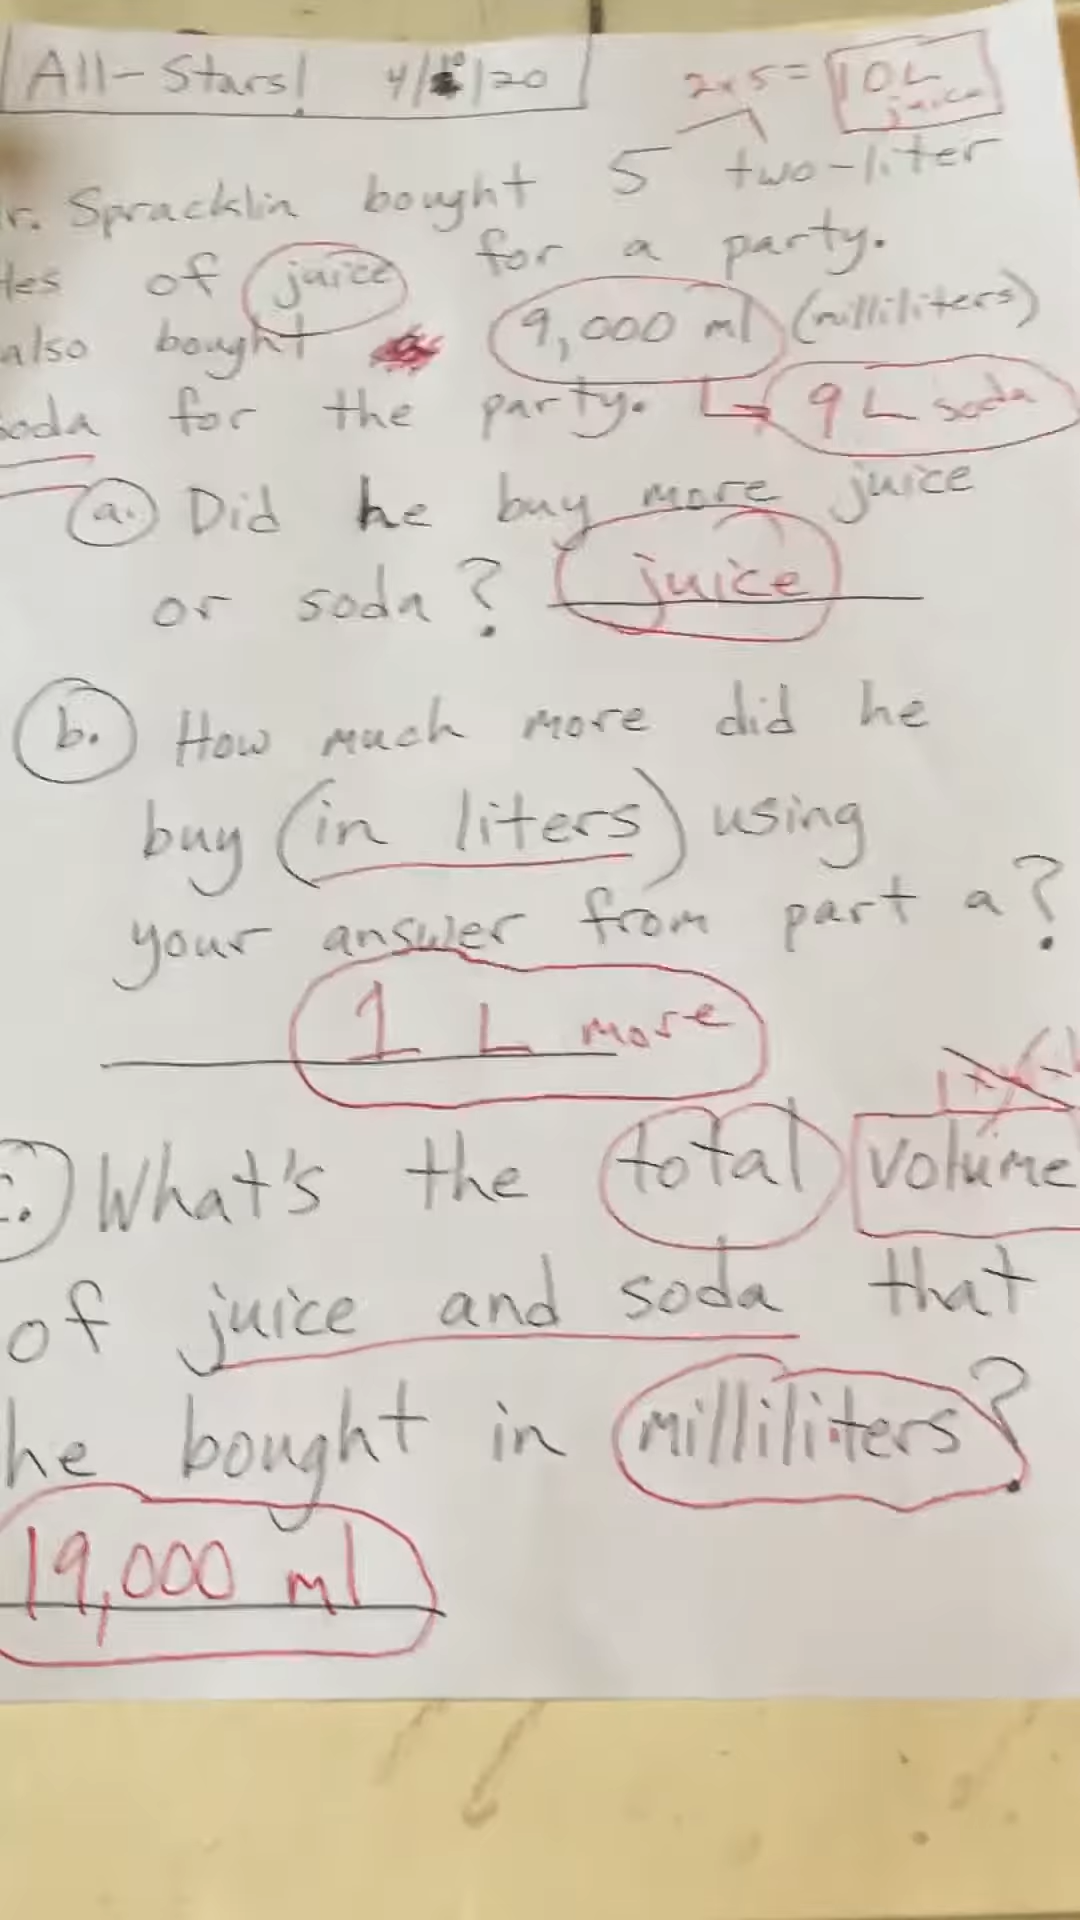 All-Stars! 4/ /20
2x5= 10L
juice
r. Spracklin bought 5 two-liter
tles of juice for a party.
also bought 9,000 ml (milliliters)
soda for the party. 9 L soda
a. Did he buy more juice
or soda? juice
b. How much more did he
buy (in liters) using
your answer from part a?
1 L more
c. What's the total volume
of juice and soda that
he bought in milliliters?
19,000 ml